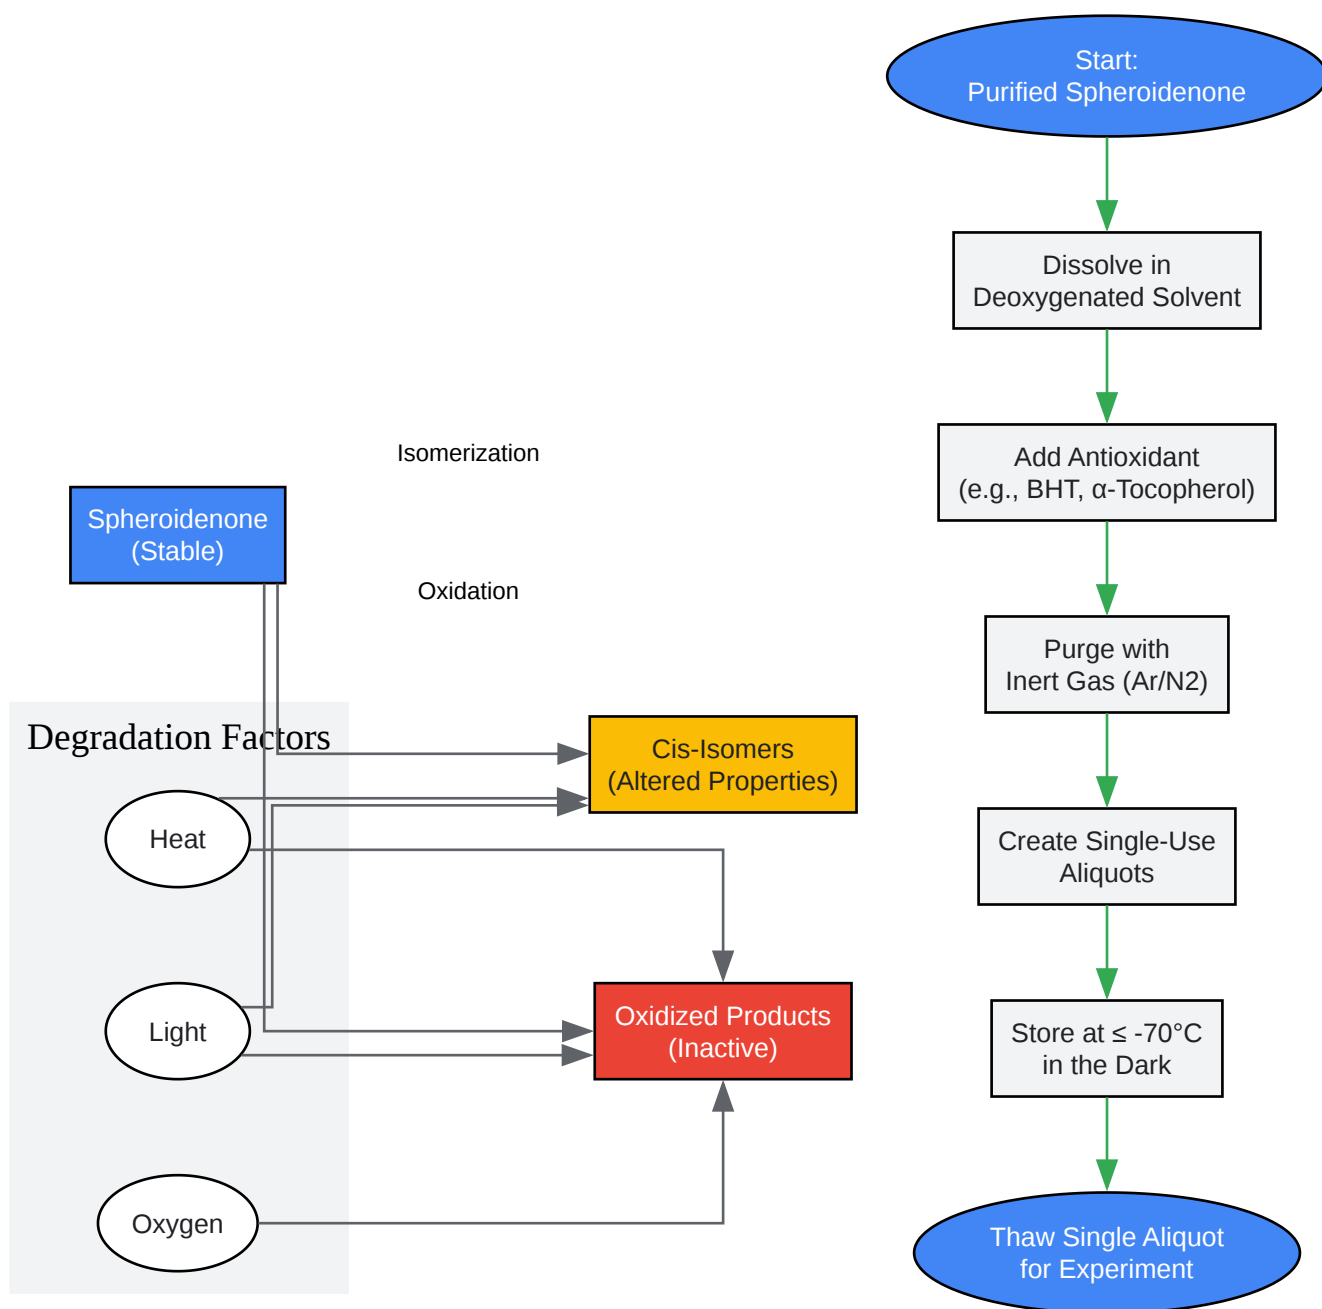 Isomerization
Spheroidenone
(Stable)
Oxidation
Degradation Factors
Heat
Light
Oxygen
Cis-Isomers
(Altered Properties)
Oxidized Products
(Inactive)
Start:
Purified Spheroidenone
Dissolve in
Deoxygenated Solvent
Add Antioxidant
(e.g., BHT, α-Tocopherol)
Purge with
Inert Gas (Ar/N2)
Create Single-Use
Aliquots
Store at ≤ -70°C
in the Dark
Thaw Single Aliquot
for Experiment